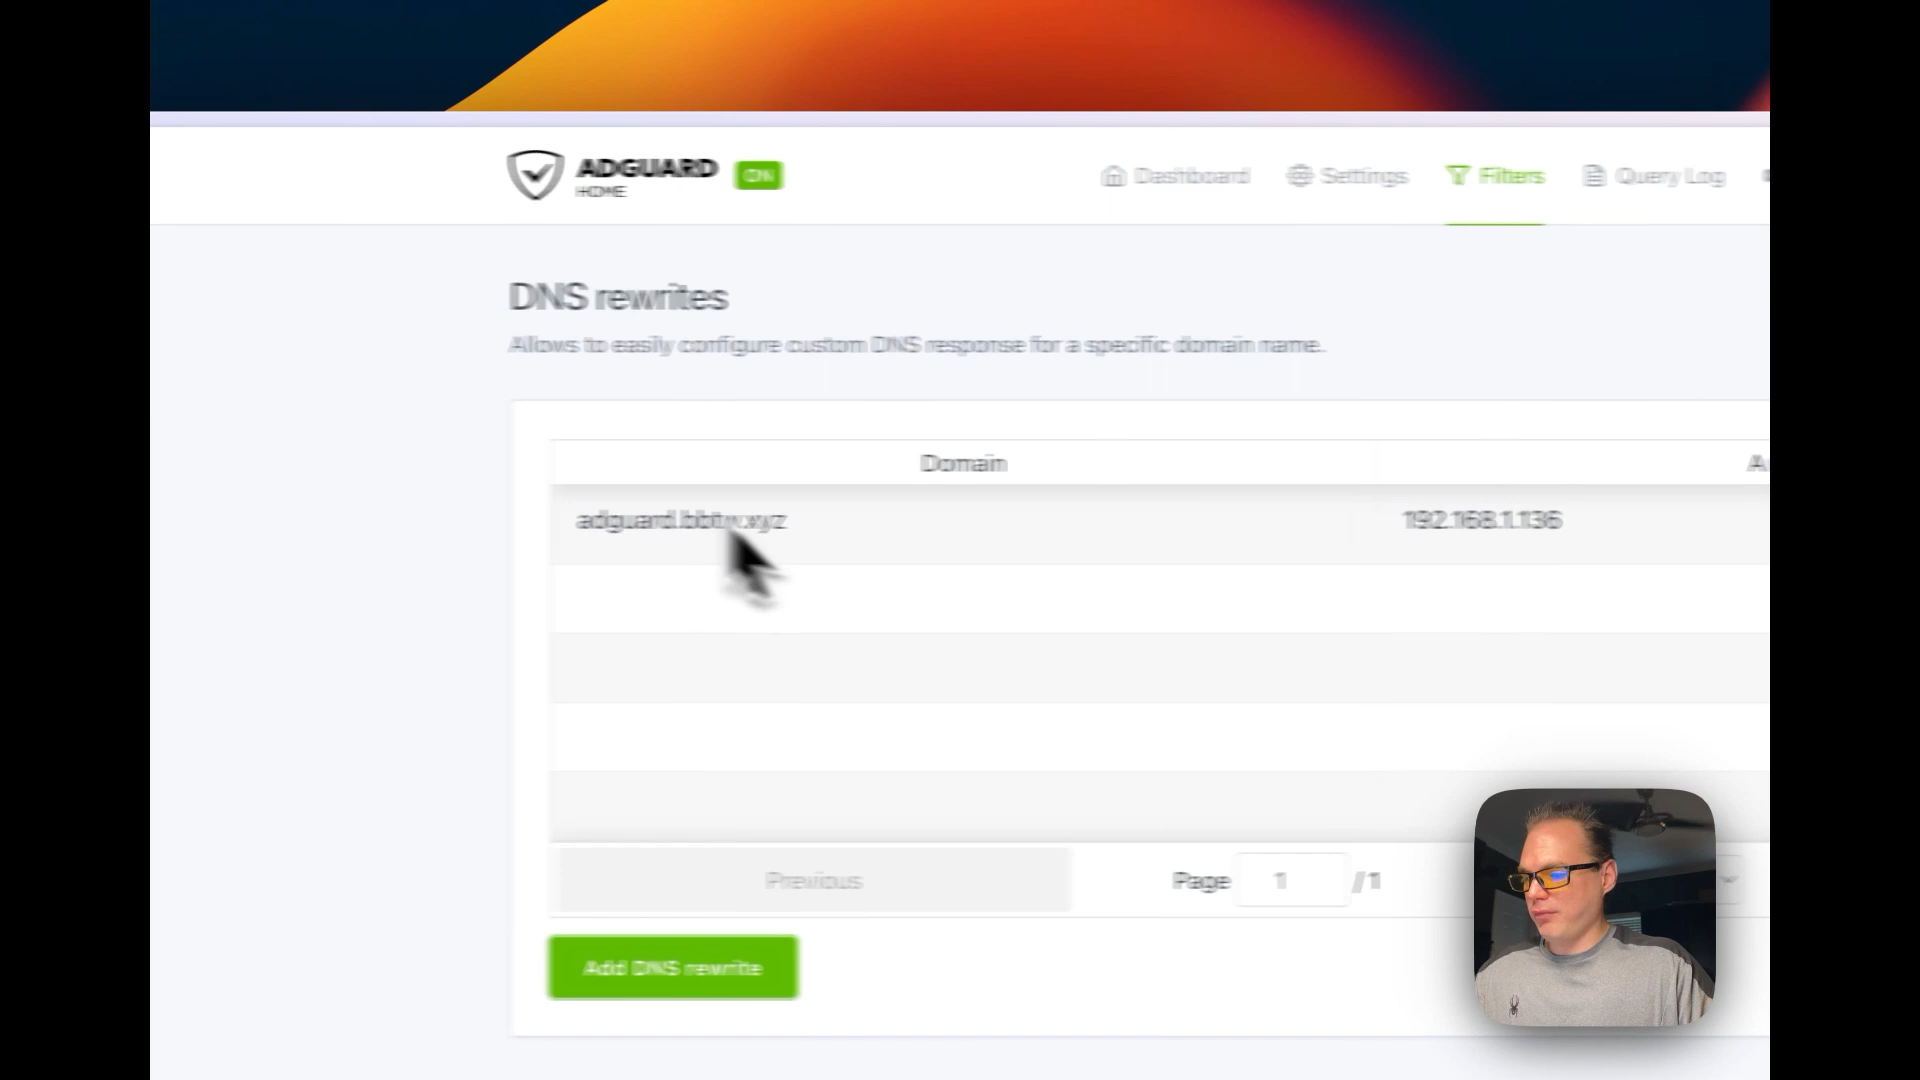 ADGUARD
HOME
ON
Dashboard
Settings
Filters
Query Log
DNS rewrites
Allows to easily configure custom DNS response for a specific domain name.
Domain
192.168.1.136
Previous
Page 1 /1
Add DNS rewrite